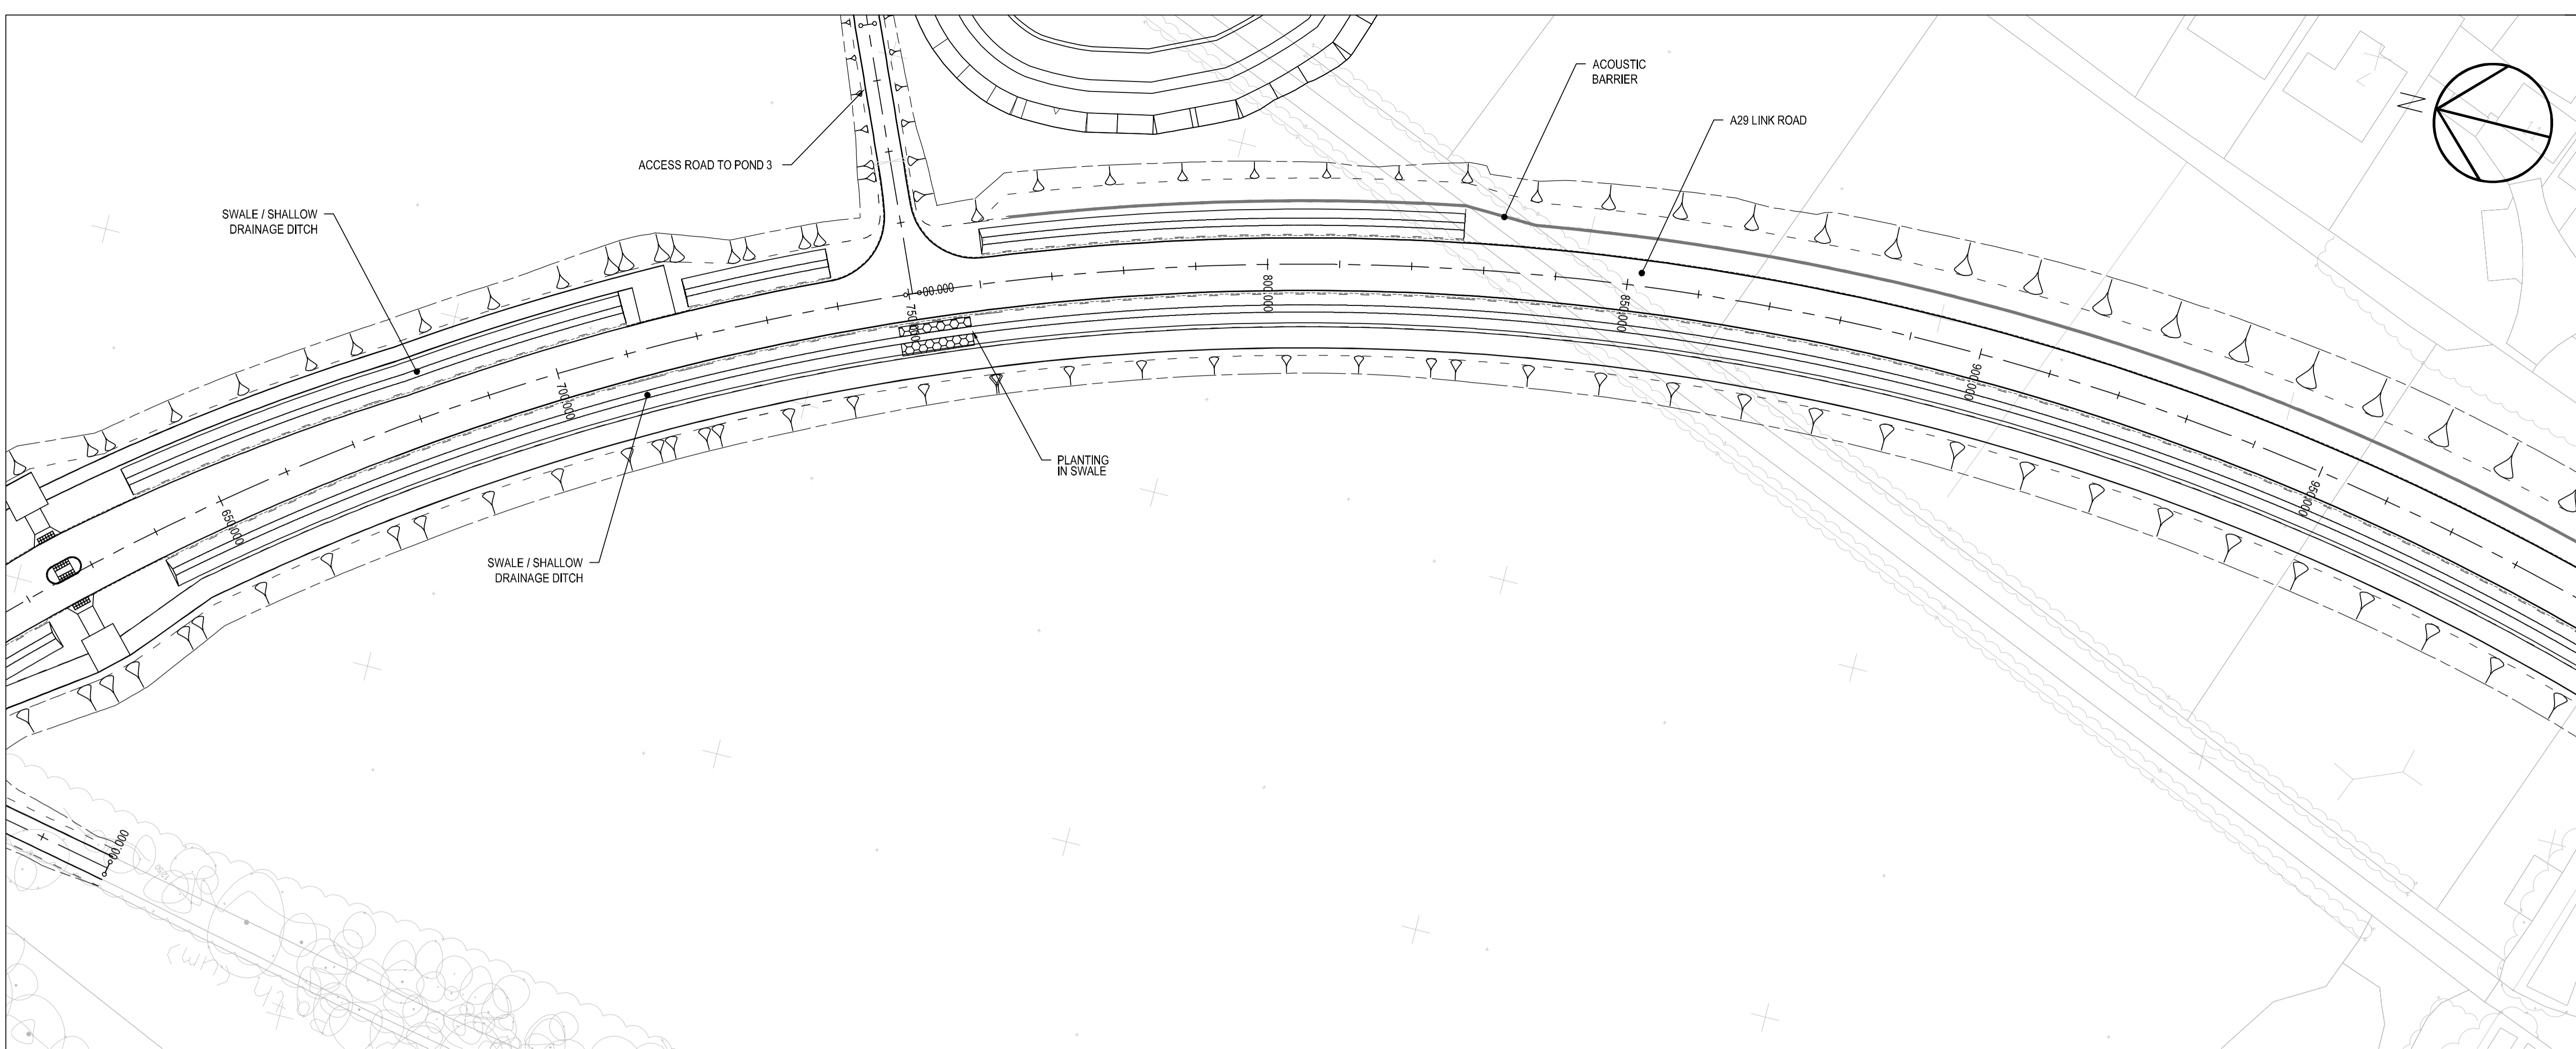 ACOUSTIC
BARRIER
N
A29 LINK ROAD
ACCESS ROAD TO POND 3
SWALE / SHALLOW
DRAINAGE DITCH
00.000
750.000
800.000
850.000
900.000
700.000
950.000
650.000
PLANTING
IN SWALE
SWALE / SHALLOW
DRAINAGE DITCH
00.000